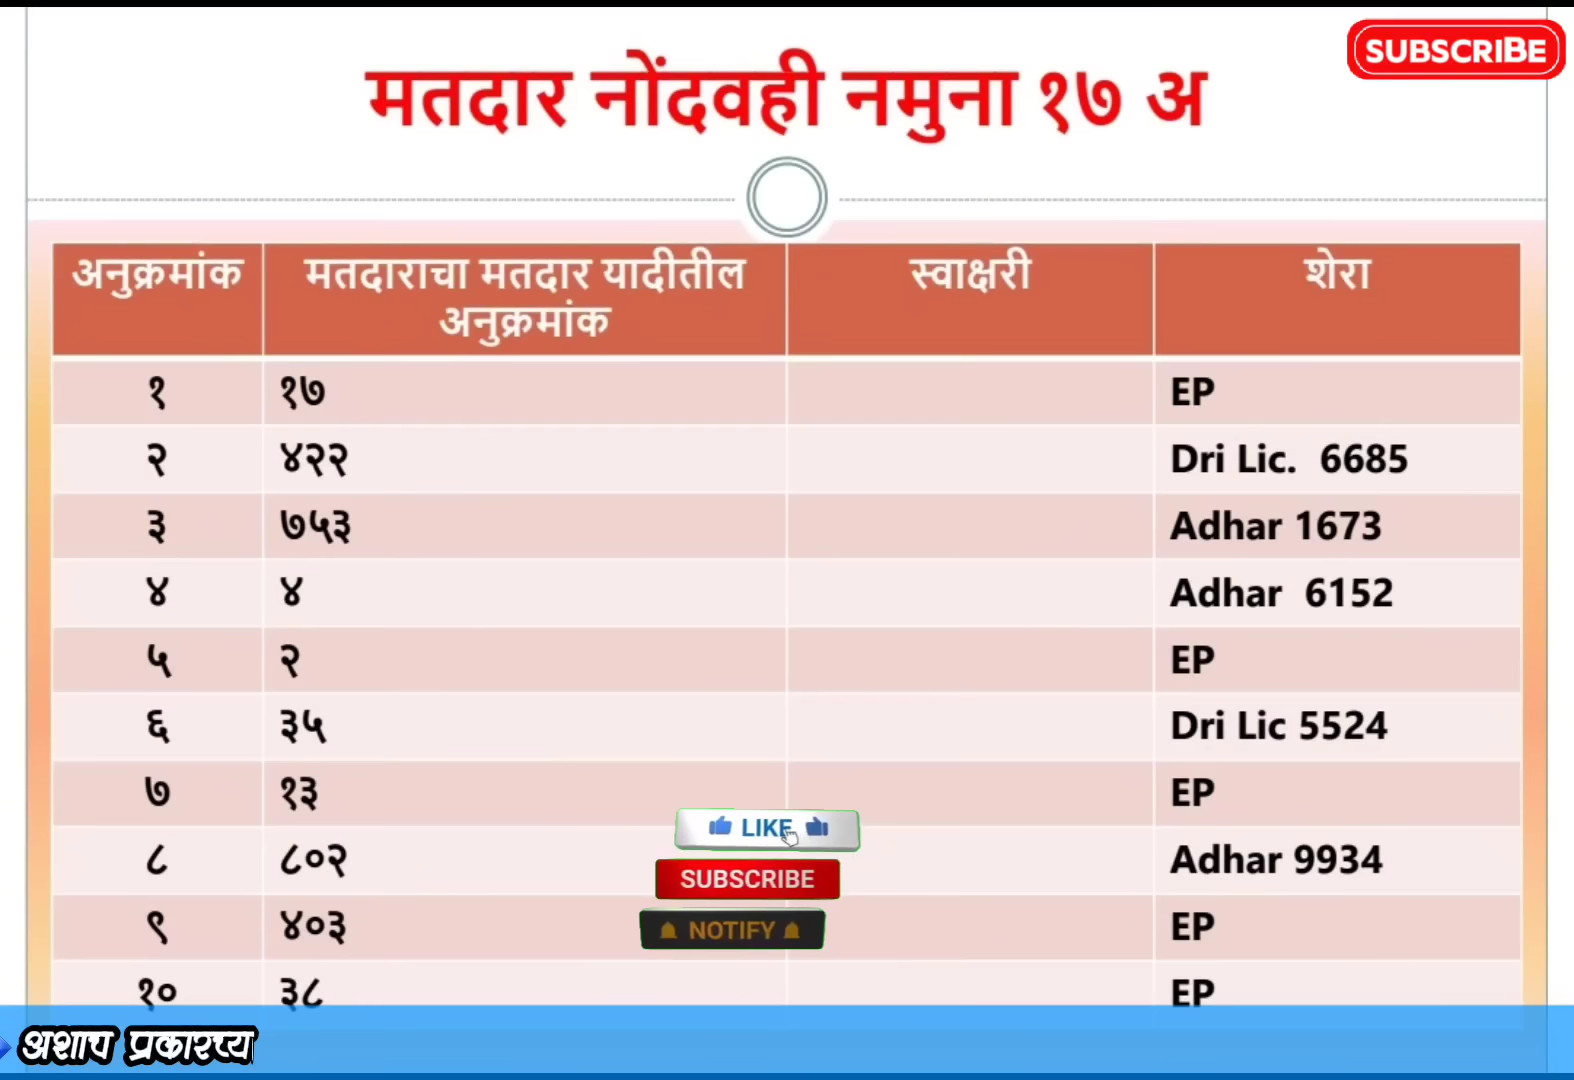 SUBSCRIBE
मतदार नोंदवही नमुना १७ अ
अनुक्रमांक मतदाराचा मतदार यादीतील अनुक्रमांक स्वाक्षरी शेरा
१ १७ EP
२ ४२२ Dri Lic. 6685
३ ७५३ Adhar 1673
४ ४ Adhar 6152
५ २ EP
६ ३५ Dri Lic 5524
७ १३ EP
LIKE
८ ८०२ Adhar 9934
SUBSCRIBE
९ ४०३ EP
NOTIFY
१० ३८ EP
अशाच प्रकारच्या